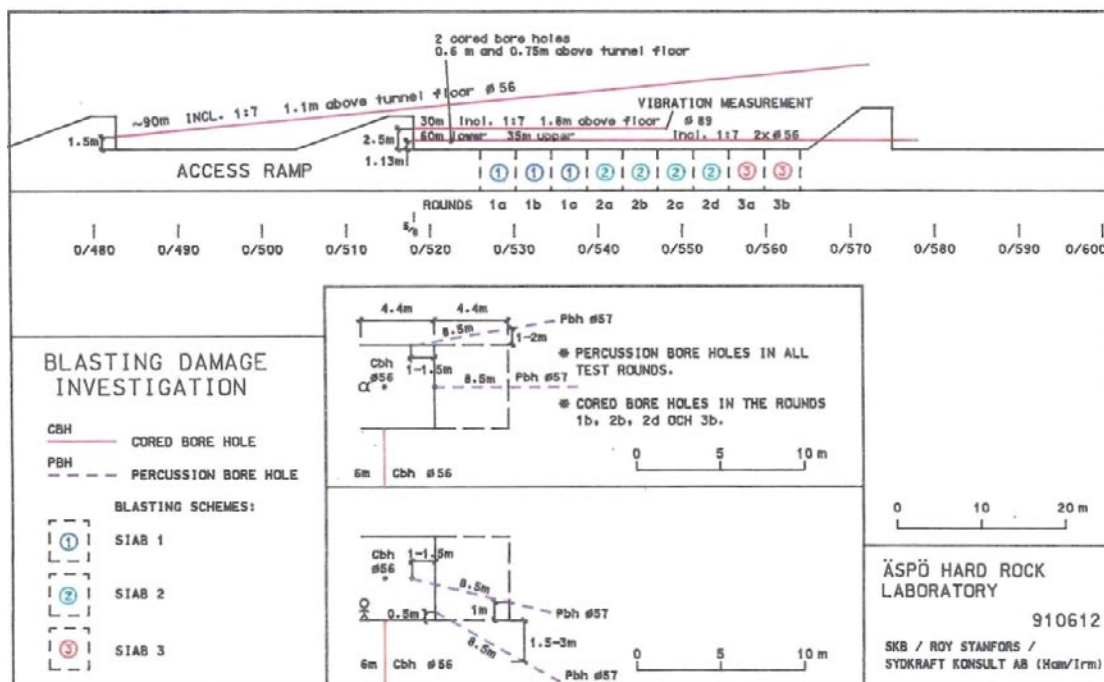 2 cored bore holes
0.6 m and 0.75m above tunnel floor
~90m INCL. 1:7 1.1m above tunnel floor ø56
VIBRATION MEASUREMENT
30m Incl. 1:7 1.8m above floor ø89
60m lower 35m uppar Incl. 1:7 2xø56
1.5m
2.5m
1.13m
ACCESS RAMP
1 1 1 2 2 2 2 3 3
ROUNDS 1a 1b 1c 2a 2b 2c 2d 3a 3b
5/8
0/480 0/490 0/500 0/510 0/520 0/530 0/540 0/550 0/560 0/570 0/580 0/590 0/600
BLASTING DAMAGE
INVESTIGATION
CBH
CORED BORE HOLE
PBH
PERCUSSION BORE HOLE
BLASTING SCHEMES:
1 SIAB 1
2 SIAB 2
3 SIAB 3
4.4m 4.4m
8.5m
Pbh ø57
1-2m
Cbh
ø56
1-1.5m
8.5m Pbh ø57
6m Cbh ø56
* PERCUSSION BORE HOLES IN ALL
TEST ROUNDS.
* CORED BORE HOLES IN THE ROUNDS
1b, 2b, 2d OCH 3b.
0 5 10 m
Cbh
ø56
1-1.5m
8.5m
Pbh ø57
0.5m
1m
8.5m
1.5-3m
6m Cbh ø56
Pbh ø57
0 5 10 m
0 10 20 m
ÄSPÖ HARD ROCK
LABORATORY
910612
SKB / ROY STANFORS /
SYDKRAFT KONSULT AB (Ham/Irm)